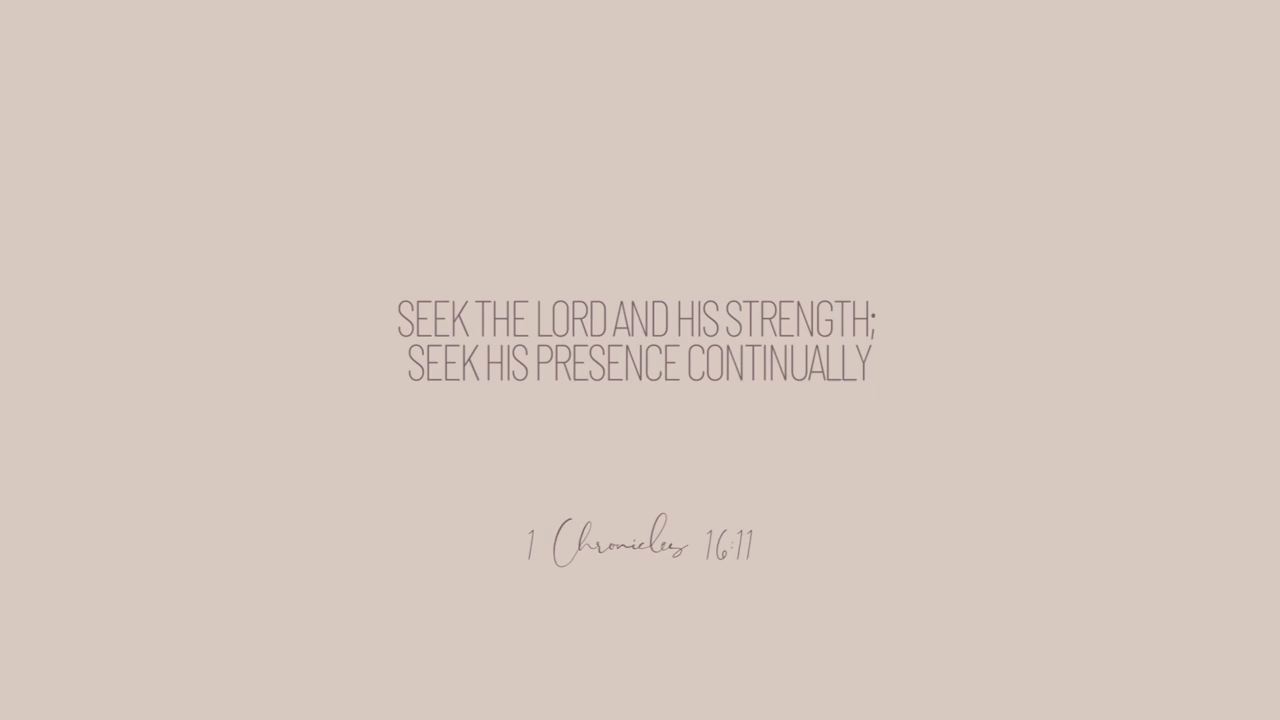 SEEK THE LORD AND HIS STRENGTH;
SEEK HIS PRESENCE CONTINUALLY
1 Chronicles 16:11